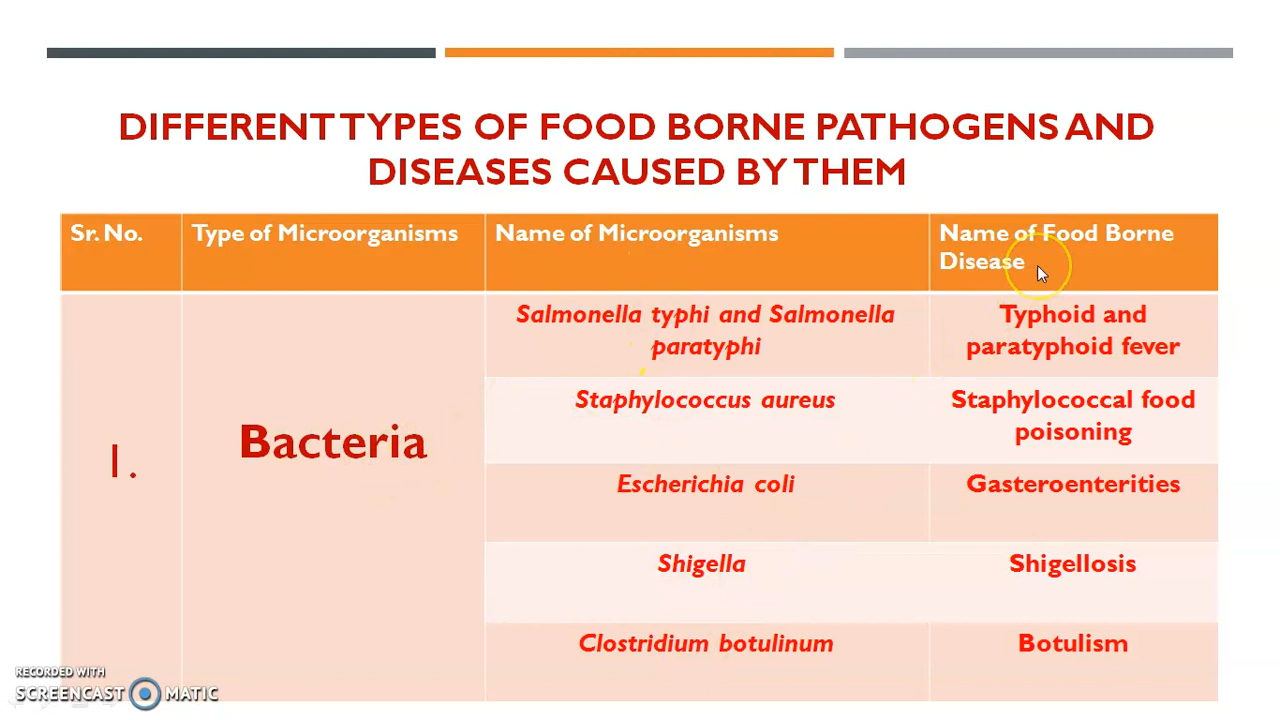 DIFFERENT TYPES OF FOOD BORNE PATHOGENS AND
DISEASES CAUSED BY THEM
Sr. No.
Type of Microorganisms
Name of Microorganisms
Name of Food Borne
Disease
1.
Bacteria
Salmonella typhi and Salmonella
paratyphi
Typhoid and
paratyphoid fever
Staphylococcus aureus
Staphylococcal food
poisoning
Escherichia coli
Gasteroenterities
Shigella
Shigellosis
Clostridium botulinum
Botulism
RECORDED WITH
SCREENCAST MATIC